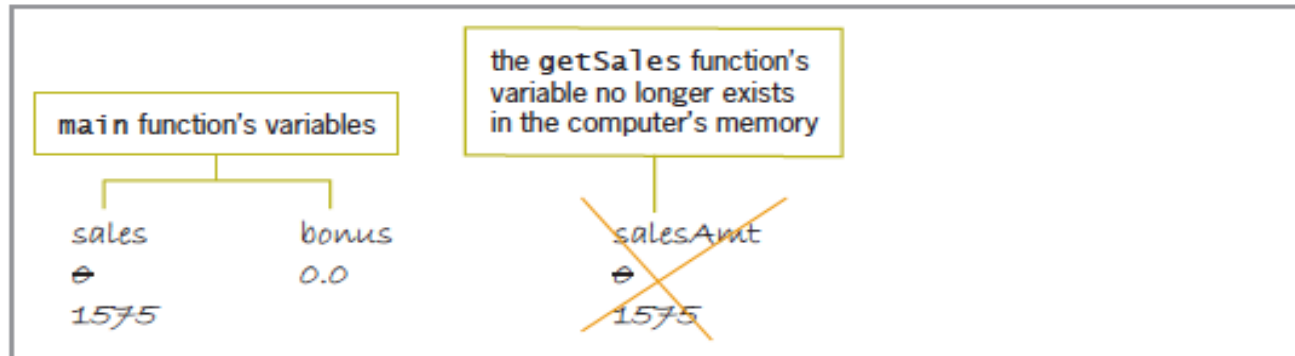 main function's variables
the getSales function's
variable no longer exists
in the computer's memory
sales bonus salesAmt
0 0.0 0
1575 1575